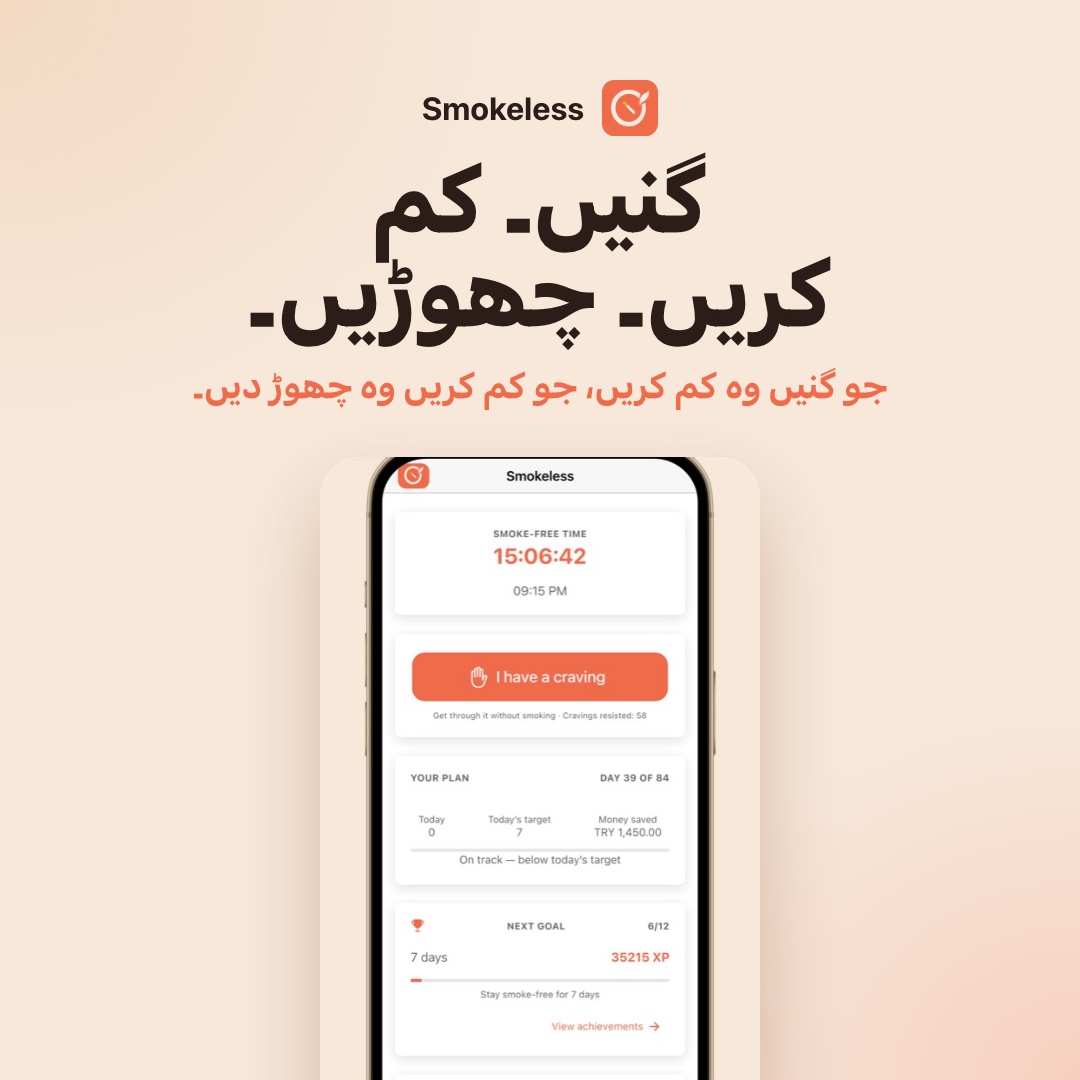 Smokeless
گنیں۔ کم
کریں۔ چھوڑیں۔
جو گنیں وہ کم کریں، جو کم کریں وہ چھوڑ دیں۔
Smokeless
SMOKE-FREE TIME
15:06:42
09:15 PM
I have a craving
Get through it without smoking · Cravings resisted: 58
YOUR PLAN DAY 39 OF 84
Today Today's target Money saved
0 7 TRY 1,450.00
On track — below today's target
NEXT GOAL 6/12
7 days 35215 XP
Stay smoke-free for 7 days
View achievements →